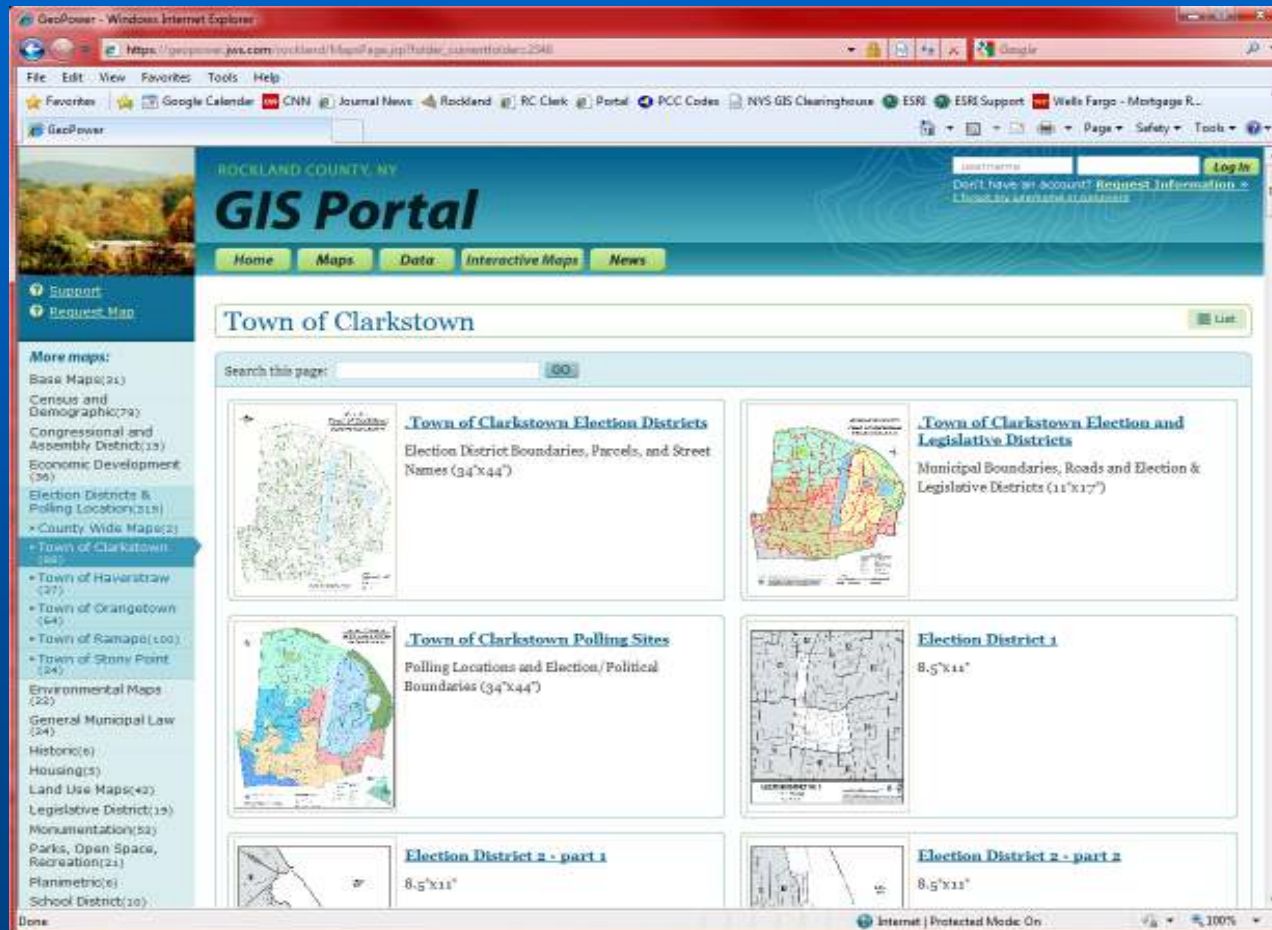 GeoPower - Windows Internet Explorer
Google
File Edit View Favorites Tools Help
Favorites Google Calendar CNN Journal News Rockland RC Clerk Portal PCC Codes NYS GIS Clearinghouse ESRI ESRI Support Wells Fargo - Mortgage R...
GeoPower
Page Safety Tools
ROCKLAND COUNTY, NY
GIS Portal
username
Log In
Don't have an account? Request Information »
I forgot my username or password
Home Maps Data Interactive Maps News
Support
Request Map
Town of Clarkstown
List
Search this page: GO
More maps:
Base Maps(21)
Census and
Demographic(79)
Congressional and
Assembly District(13)
Economic Development
(36)
Election Districts &
Polling Location
• County Wide Maps(2)
• Town of Clarkstown
• Town of Haverstraw
(37)
• Town of Orangetown
(64)
• Town of Ramapo(100)
• Town of Stony Point
(24)
Environmental Maps
(22)
General Municipal Law
(24)
Historic(6)
Housing(5)
Land Use Maps(42)
Legislative District(19)
Monumentation(52)
Parks, Open Space,
Recreation(21)
Planimetric(6)
School District(10)
.Town of Clarkstown Election Districts
Election District Boundaries, Parcels, and Street
Names (34"x44")
.Town of Clarkstown Election and
Legislative Districts
Municipal Boundaries, Roads and Election &
Legislative Districts (11"x17")
.Town of Clarkstown Polling Sites
Polling Locations and Election/Political
Boundaries (34"x44")
Election District 1
8.5"x11"
Election District 2 - part 1
8.5"x11"
Election District 2 - part 2
8.5"x11"
Done
Internet | Protected Mode: On
100%